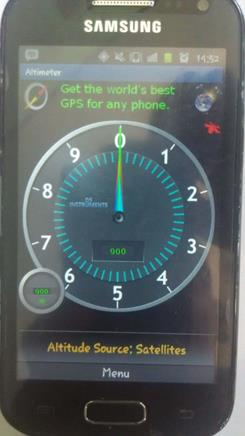 SAMSUNG
14:52
Altimeter
Get the world's best
GPS for any phone.
0
9 1
8 2
INSTRUMENTS
7 3
900
6 4
900
5
Altitude Source: Satellites
Menu